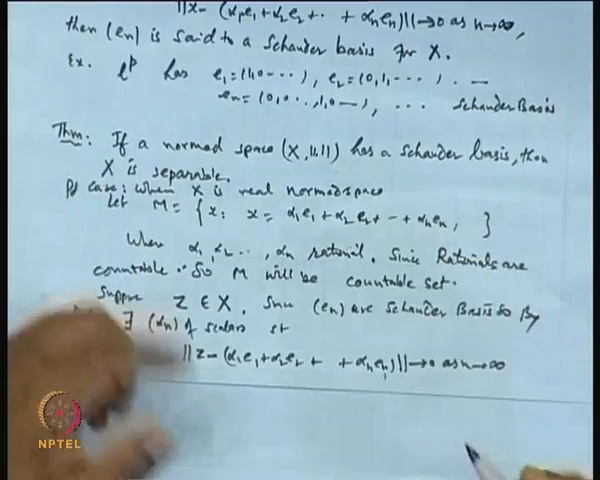 ||x-(α₁e₁+α₂e₂+.. + αₙeₙ)||→0 as n→∞,
then (en) is said to a Schauder basis for X.
Ex. lᵖ has e₁=(1,0---), e₂=(0,1,---). —
en=(0,0..,1,0—), ... Schauder Basis
Thm: If a normed space (X,||.||) has a Schauder basis, then
X is separable.
Pf Case: When X is real normed space
Let M = { x: x = α₁e₁+α₂e₂+--+αₙeₙ, }
Where α₁,α₂..., αₙ rational. Since Rationals are
countable ∴ So M will be countable set.
Suppose Z ∈ X. Since (en) are Schauder Basis So By
∃ (αn) of scalars st
||z-(α₁e₁+α₂e₂+ + αₙeₙ)||→0 as n→∞
NPTEL